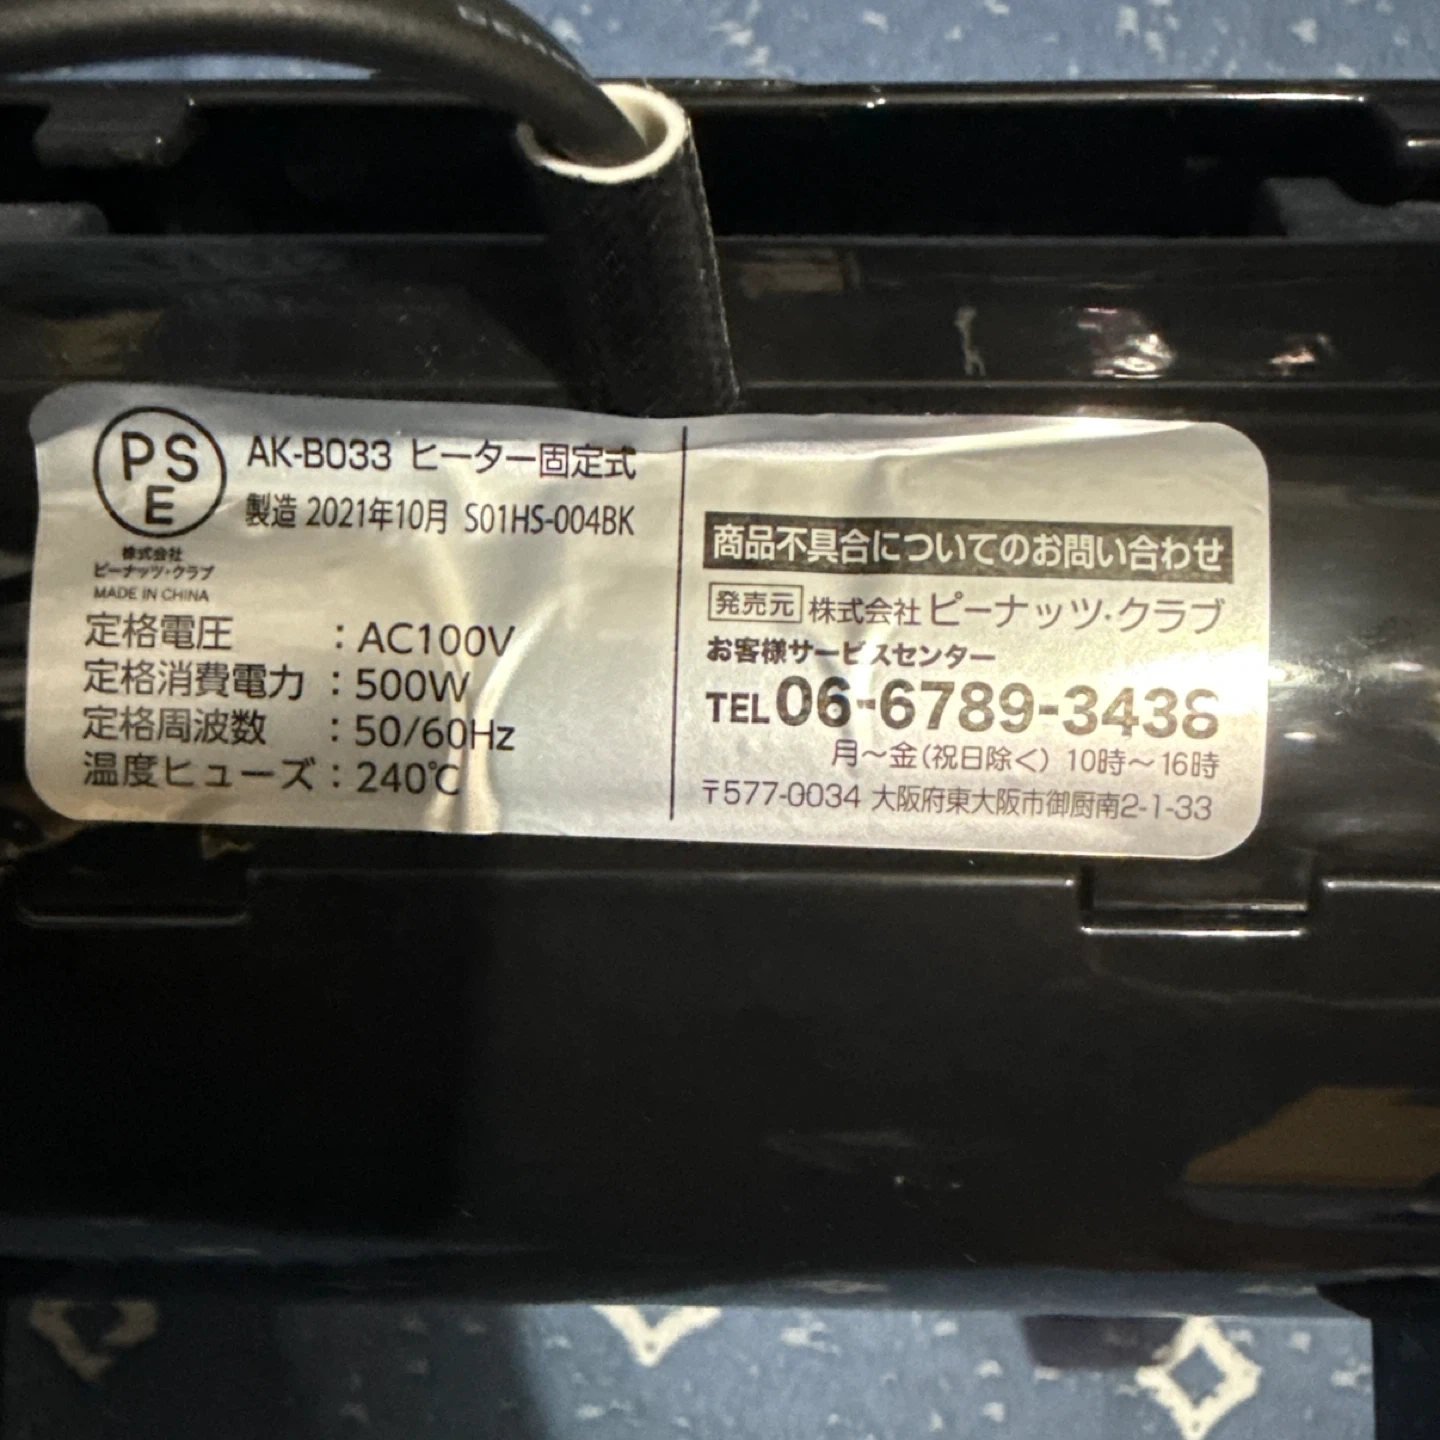 PS
E
株式会社
ピーナッツ・クラブ
MADE IN CHINA
AK-B033 ヒーター固定式
製造 2021年10月 S01HS-004BK
定格電圧 : AC100V
定格消費電力 : 500W
定格周波数 : 50/60Hz
温度ヒューズ : 240℃
商品不具合についてのお問い合わせ
発売元 株式会社 ピーナッツ・クラブ
お客様サービスセンター
TEL 06-6789-3438
月～金(祝日除く) 10時～16時
〒577-0034 大阪府東大阪市御厨南2-1-33